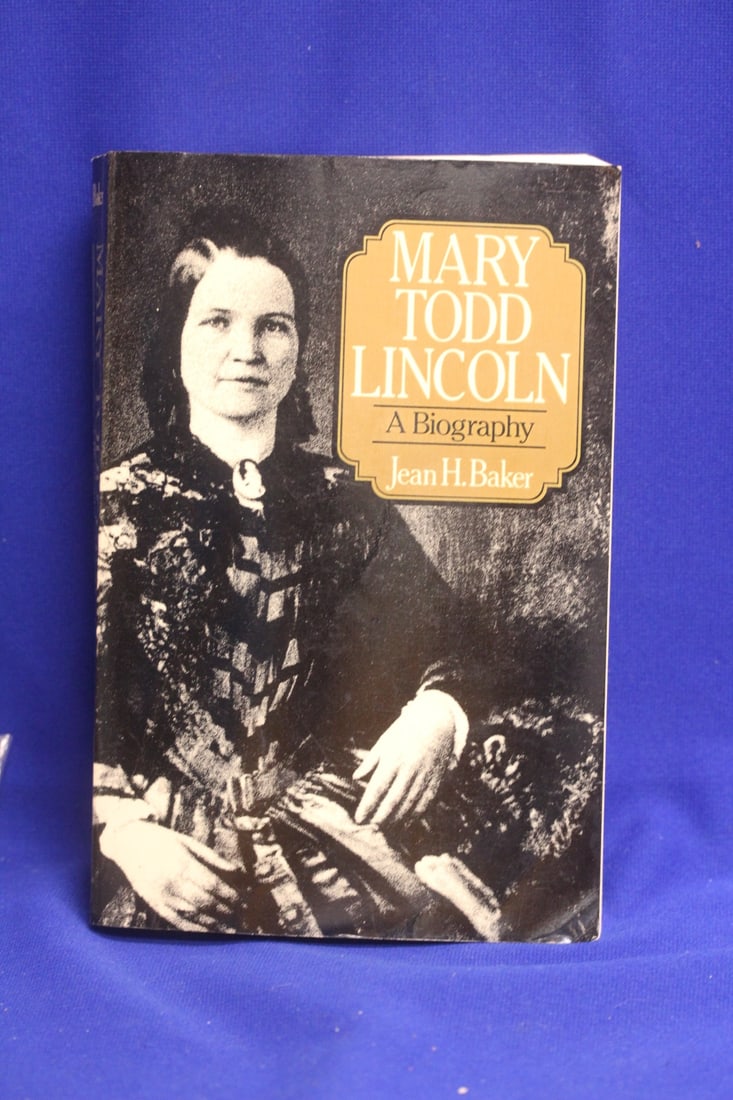 MARY
TODD
LINCOLN
A Biography
Jean H. Baker